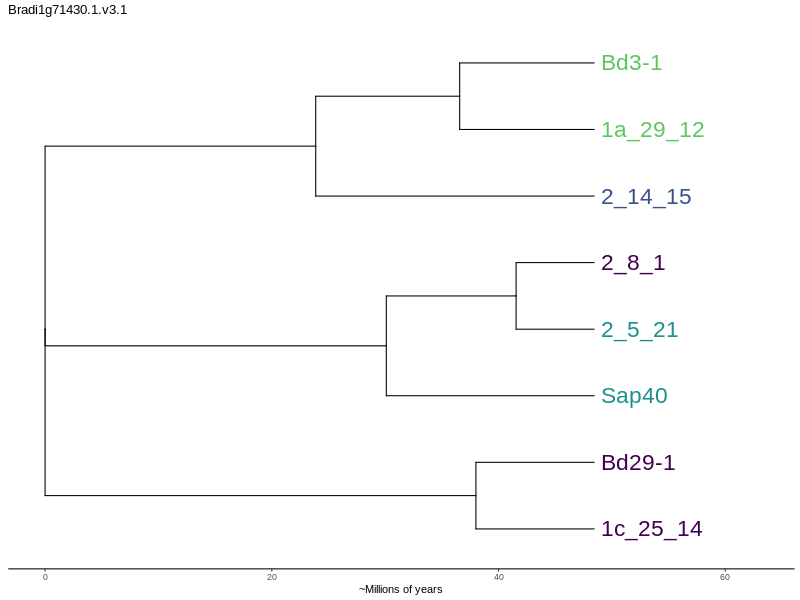 Bradi1g71430.1.v3.1
Bd3-1
1a_29_12
2_14_15
2_8_1
2_5_21
Sap40
Bd29-1
1c_25_14
0 20 40 60
~Millions of years